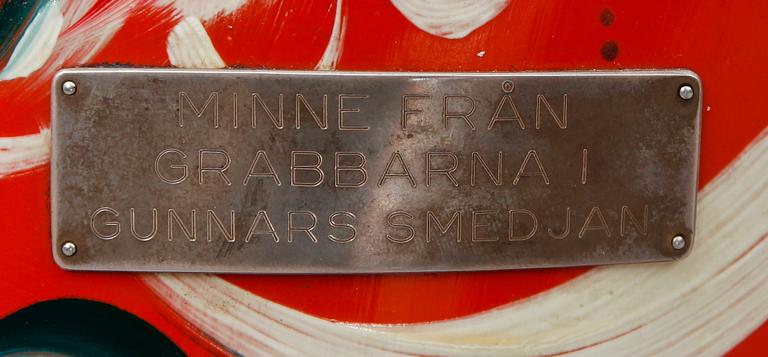 MINNE FRÅN
GRABBARNA I
GUNNARS SMEDJAN